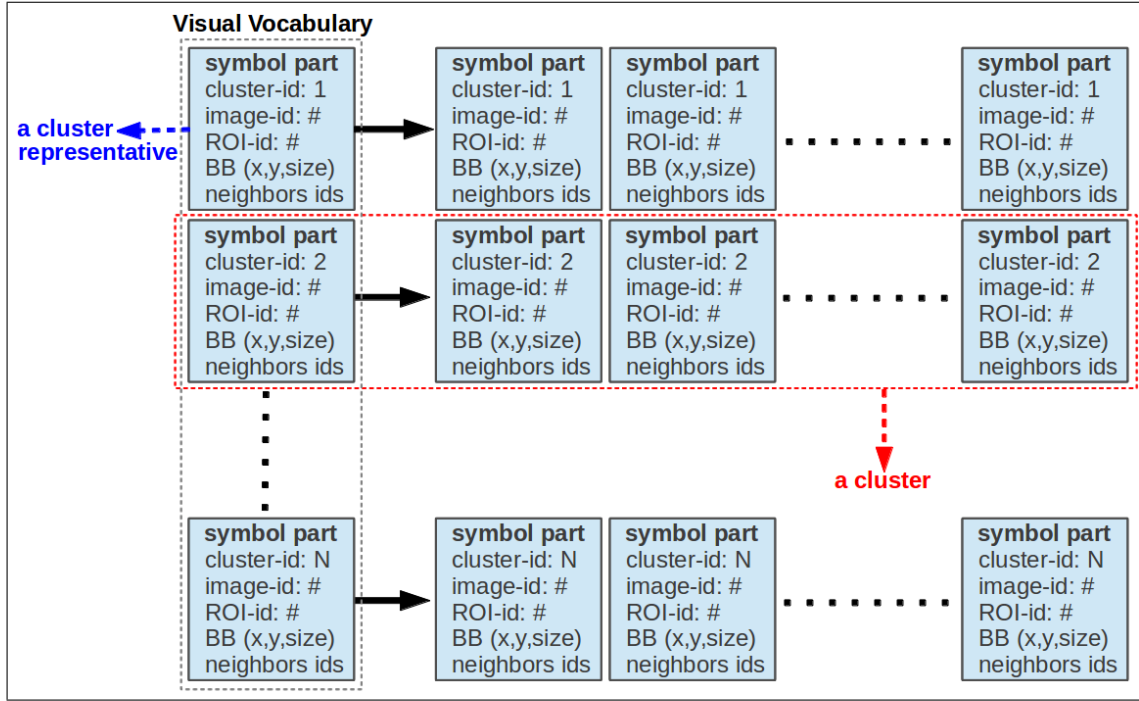 Visual Vocabulary
symbol part
cluster-id: 1
image-id: #
ROI-id: #
BB (x,y,size)
neighbors ids
symbol part
cluster-id: 1
image-id: #
ROI-id: #
BB (x,y,size)
neighbors ids
symbol part
cluster-id: 1
image-id: #
ROI-id: #
BB (x,y,size)
neighbors ids
symbol part
cluster-id: 1
image-id: #
ROI-id: #
BB (x,y,size)
neighbors ids
a cluster
representative
symbol part
cluster-id: 2
image-id: #
ROI-id: #
BB (x,y,size)
neighbors ids
symbol part
cluster-id: 2
image-id: #
ROI-id: #
BB (x,y,size)
neighbors ids
symbol part
cluster-id: 2
image-id: #
ROI-id: #
BB (x,y,size)
neighbors ids
symbol part
cluster-id: 2
image-id: #
ROI-id: #
BB (x,y,size)
neighbors ids
a cluster
symbol part
cluster-id: N
image-id: #
ROI-id: #
BB (x,y,size)
neighbors ids
symbol part
cluster-id: N
image-id: #
ROI-id: #
BB (x,y,size)
neighbors ids
symbol part
cluster-id: N
image-id: #
ROI-id: #
BB (x,y,size)
neighbors ids
symbol part
cluster-id: N
image-id: #
ROI-id: #
BB (x,y,size)
neighbors ids